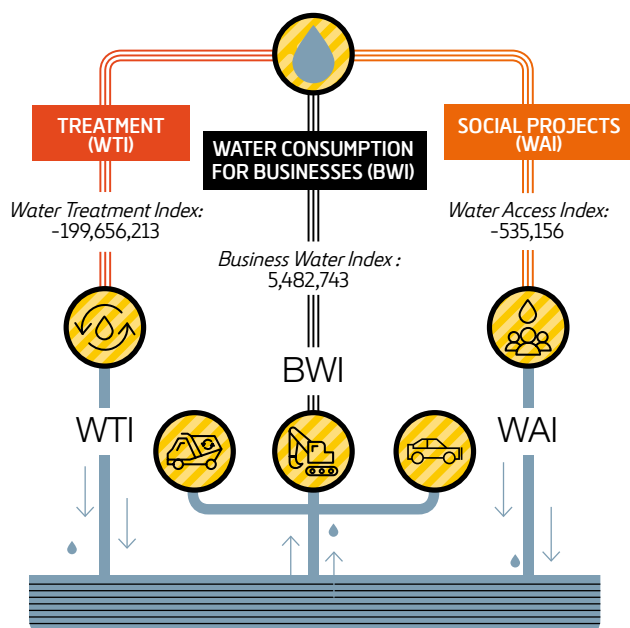 TREATMENT
(WTI)
WATER CONSUMPTION
FOR BUSINESSES (BWI)
SOCIAL PROJECTS
(WAI)
Water Treatment Index:
-199,656,213
Business Water Index :
5,482,743
Water Access Index:
-535,156
BWI
WTI
WAI